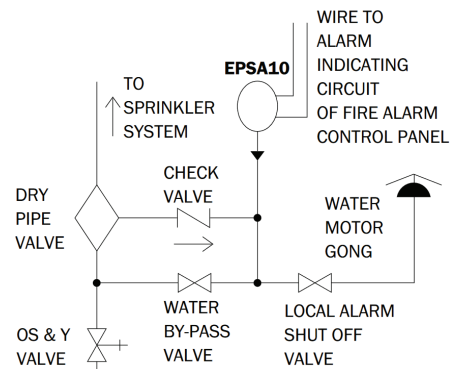 WIRE TO
ALARM
INDICATING
CIRCUIT
OF FIRE ALARM
CONTROL PANEL
EPSA10
TO
SPRINKLER
SYSTEM
CHECK
VALVE
DRY
PIPE
VALVE
WATER
MOTOR
GONG
WATER
BY-PASS
VALVE
LOCAL ALARM
SHUT OFF
VALVE
OS & Y
VALVE